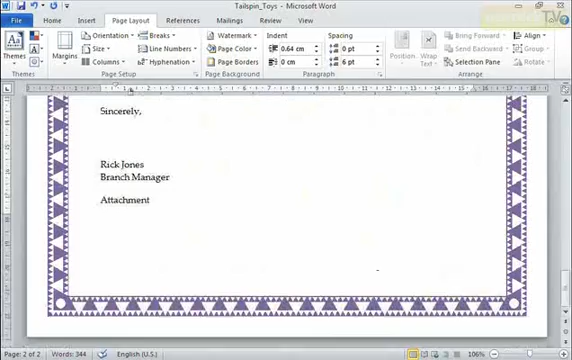 Tailspin_Toys - Microsoft Word
File Home Insert Page Layout References Mailings Review View
Themes Margins Orientation Breaks Watermark Indent Spacing Position Wrap Text Bring Forward Align
Size Line Numbers Page Color 0.64 cm 0 pt Send Backward
Columns Hyphenation Page Borders 0 cm 6 pt Selection Pane
Themes Page Setup Page Background Paragraph Arrange
Sincerely,
Rick Jones
Branch Manager
Attachment
Page: 2 of 2 Words: 344 English (U.S.) 106%